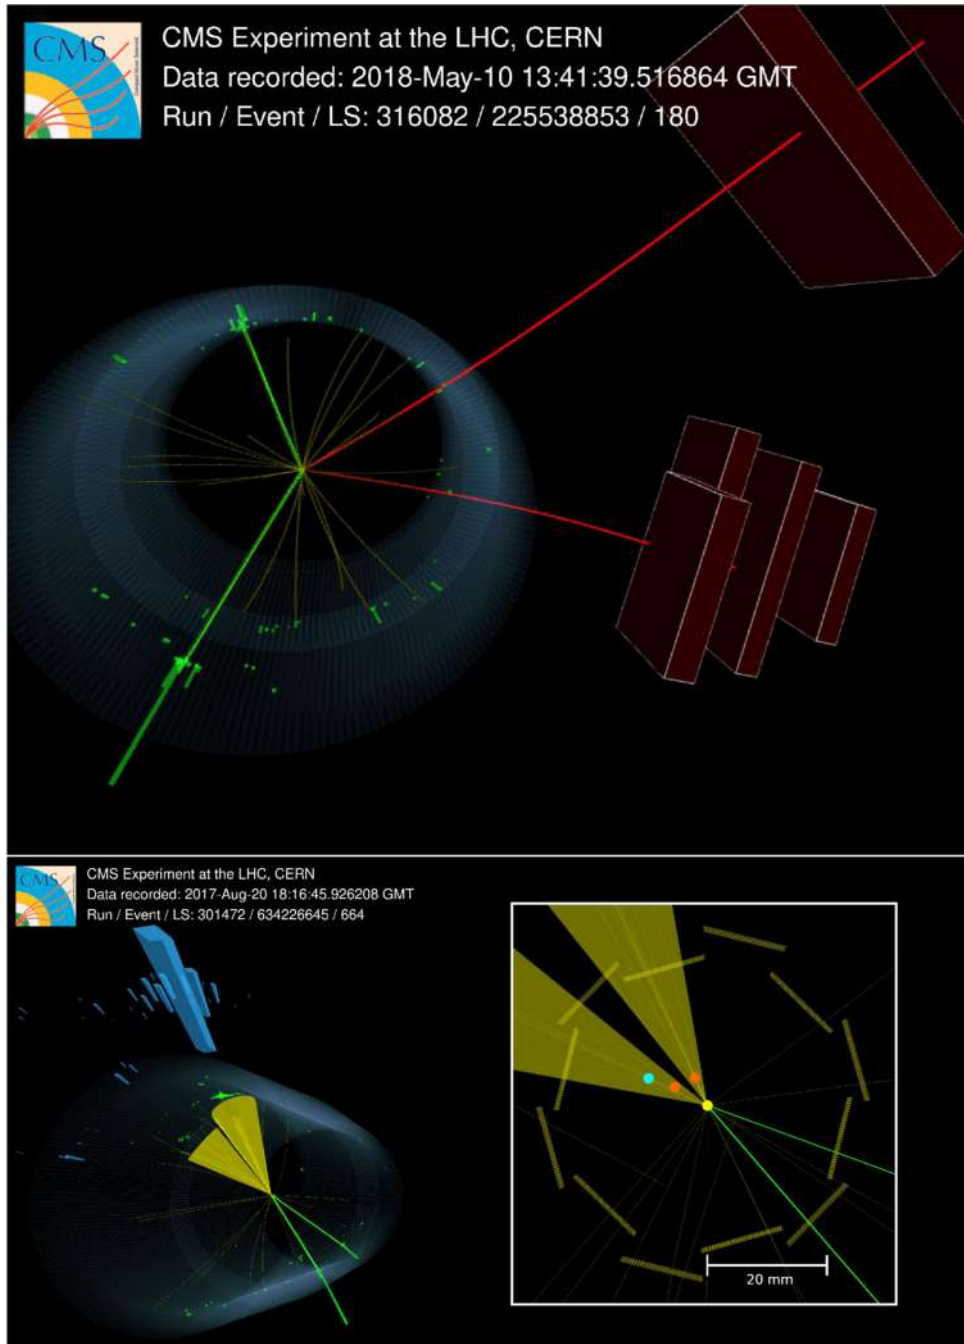 CMS
CMS Experiment at the LHC, CERN
Data recorded: 2018-May-10 13:41:39.516864 GMT
Run / Event / LS: 316082 / 225538853 / 180
CMS
CMS Experiment at the LHC, CERN
Data recorded: 2017-Aug-20 18:16:45.926208 GMT
Run / Event / LS: 301472 / 634226645 / 664
20 mm